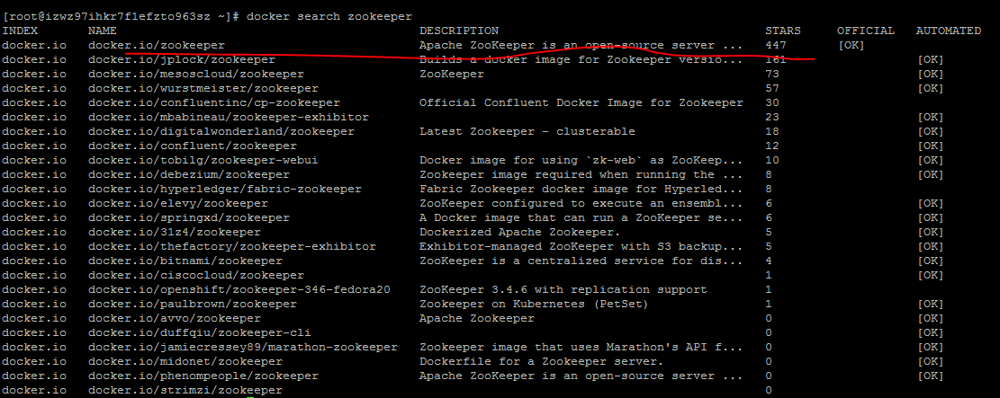 [root@izwz97ihkr7f1efzto963sz ~]# docker search zookeeper
INDEX NAME DESCRIPTION STARS OFFICIAL AUTOMATED
docker.io docker.io/zookeeper Apache ZooKeeper is an open-source server ... 447 [OK]
docker.io docker.io/jplock/zookeeper Builds a docker image for Zookeeper versio... 161 [OK]
docker.io docker.io/mesoscloud/zookeeper ZooKeeper 73 [OK]
docker.io docker.io/wurstmeister/zookeeper 57 [OK]
docker.io docker.io/confluentinc/cp-zookeeper Official Confluent Docker Image for Zookeeper 30
docker.io docker.io/mbabineau/zookeeper-exhibitor 23 [OK]
docker.io docker.io/digitalwonderland/zookeeper Latest Zookeeper - clusterable 18 [OK]
docker.io docker.io/confluent/zookeeper 12 [OK]
docker.io docker.io/tobilg/zookeeper-webui Docker image for using `zk-web` as ZooKeep... 10 [OK]
docker.io docker.io/debezium/zookeeper Zookeeper image required when running the ... 8 [OK]
docker.io docker.io/hyperledger/fabric-zookeeper Fabric Zookeeper docker image for Hyperled... 8
docker.io docker.io/elevy/zookeeper ZooKeeper configured to execute an ensembl... 6 [OK]
docker.io docker.io/springxd/zookeeper A Docker image that can run a ZooKeeper se... 6 [OK]
docker.io docker.io/31z4/zookeeper Dockerized Apache Zookeeper. 5 [OK]
docker.io docker.io/thefactory/zookeeper-exhibitor Exhibitor-managed ZooKeeper with S3 backup... 5 [OK]
docker.io docker.io/bitnami/zookeeper ZooKeeper is a centralized service for dis... 4 [OK]
docker.io docker.io/ciscocloud/zookeeper 1 [OK]
docker.io docker.io/openshift/zookeeper-346-fedora20 ZooKeeper 3.4.6 with replication support 1
docker.io docker.io/paulbrown/zookeeper Zookeeper on Kubernetes (PetSet) 1 [OK]
docker.io docker.io/avvo/zookeeper Apache Zookeeper 0 [OK]
docker.io docker.io/duffqiu/zookeeper-cli 0 [OK]
docker.io docker.io/jamiecressey89/marathon-zookeeper Zookeeper image that uses Marathon's API f... 0 [OK]
docker.io docker.io/midonet/zookeeper Dockerfile for a Zookeeper server. 0 [OK]
docker.io docker.io/phenompeople/zookeeper Apache ZooKeeper is an open-source server ... 0 [OK]
docker.io docker.io/strimzi/zookeeper 0